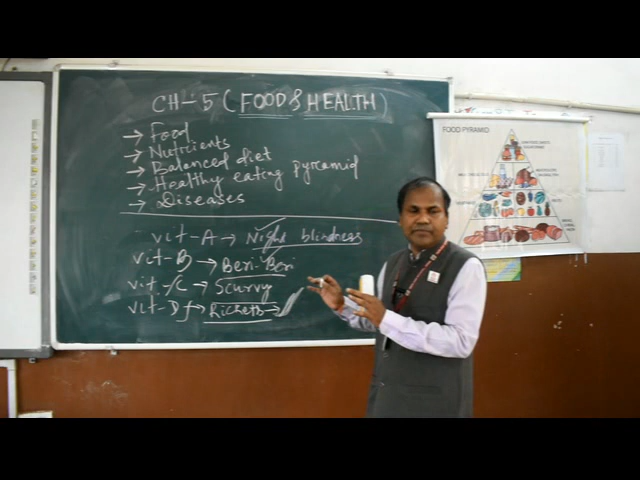 CH-5 (FOOD & HEALTH)
→ Food
→ Nutrients
→ Balanced diet
→ Healthy eating pyramid
→ Diseases
vit-A → Night blindness
vit-B → Beri-Beri
vit-C → Scurvy
vit-D → Rickets →
FOOD PYRAMID